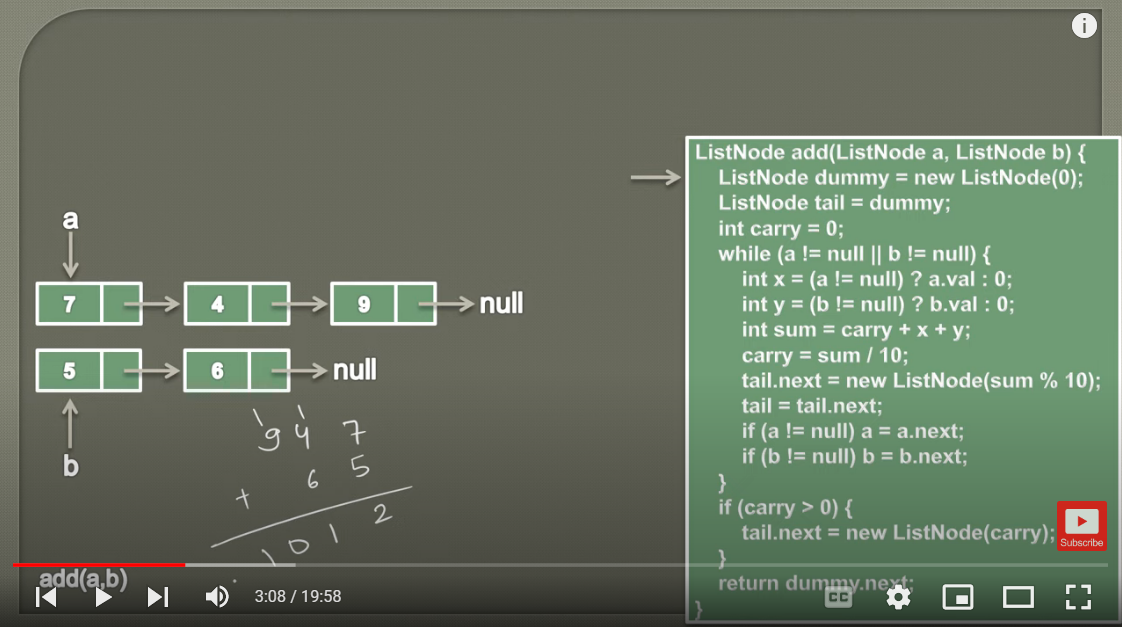 ListNode add(ListNode a, ListNode b) {
ListNode dummy = new ListNode(0);
ListNode tail = dummy;
int carry = 0;
while (a != null || b != null) {
int x = (a != null) ? a.val : 0;
int y = (b != null) ? b.val : 0;
int sum = carry + x + y;
carry = sum / 10;
tail.next = new ListNode(sum % 10);
tail = tail.next;
if (a != null) a = a.next;
if (b != null) b = b.next;
}
if (carry > 0) {
tail.next = new ListNode(carry);
}
return dummy.next;
}
a
7 4 9 null
5 6 null
b
1 1
9 4 7
+ 6 5
1 0 1 2
add(a,b)
3:08 / 19:58
CC
Subscribe
i